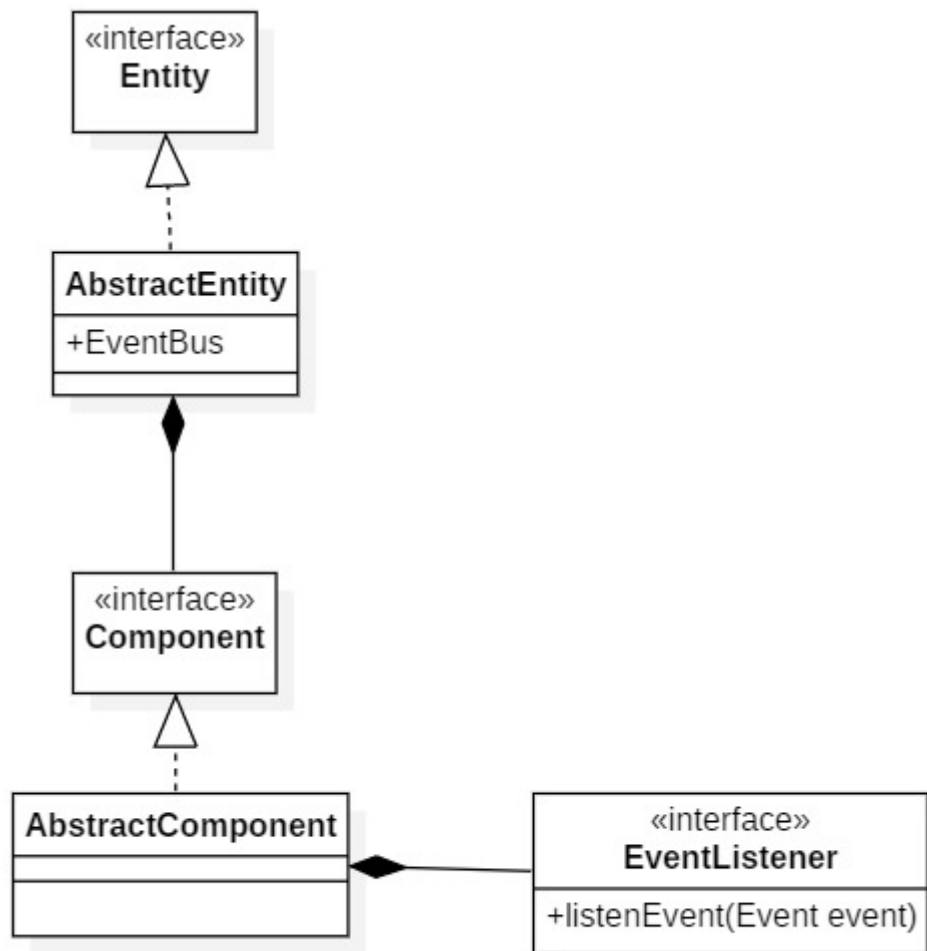 «interface»
Entity
AbstractEntity
+EventBus
«interface»
Component
AbstractComponent
«interface»
EventListener
+listenEvent(Event event)